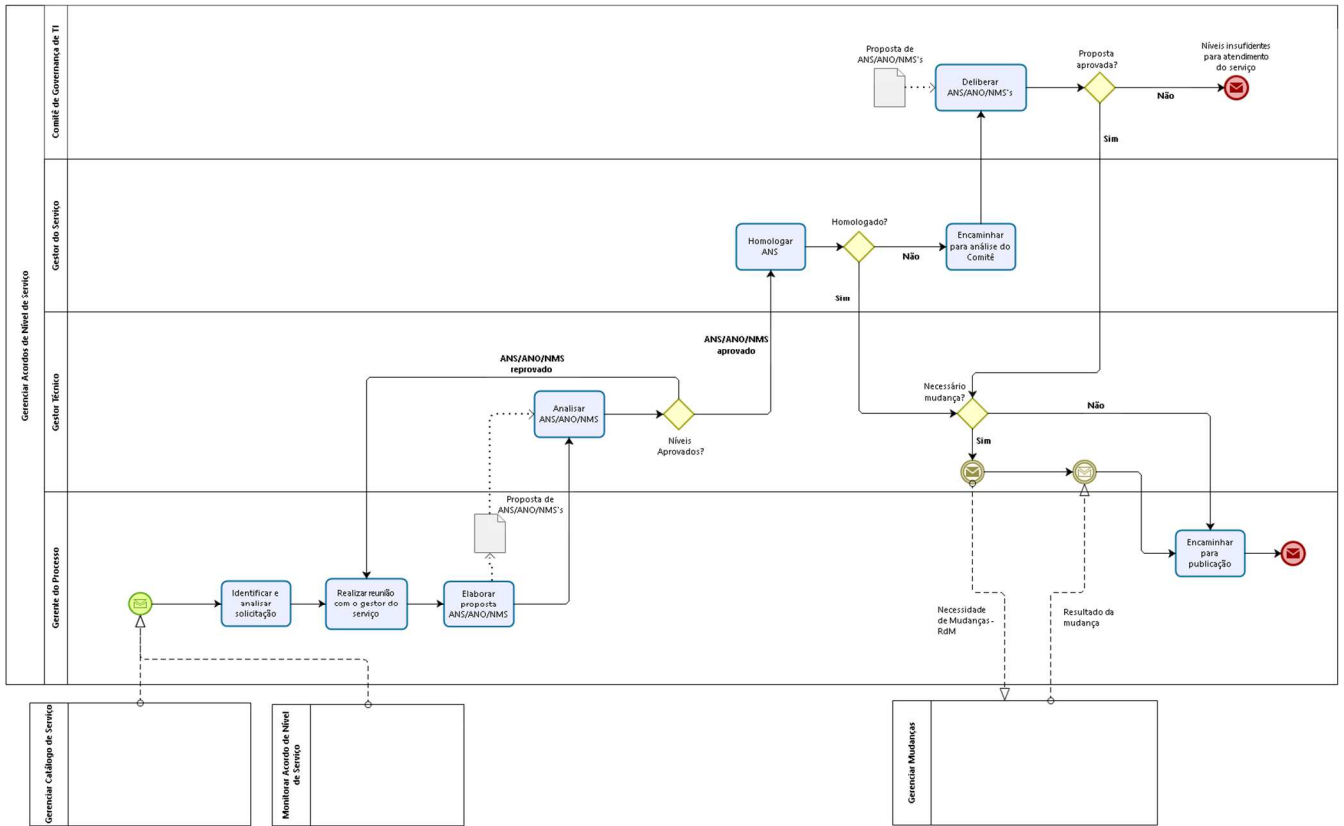 Gerenciar Acordos de Nível de Serviço
Comitê de Governança de TI
Proposta de
ANS/ANO/NMS's
Deliberar
ANS/ANO/NMS's
Proposta
aprovada?
Não
Sim
Níveis insuficientes
para atendimento
do serviço
Gestor do Serviço
Homologar
ANS
Homologado?
Não
Sim
Encaminhar
para análise do
Comitê
Gestor Técnico
ANS/ANO/NMS
reprovado
Analisar
ANS/ANO/NMS
Níveis
Aprovados?
ANS/ANO/NMS
aprovado
Necessário
mudança?
Não
Sim
Gerente do Processo
Identificar e
analisar
solicitação
Realizar reunião
com o gestor do
serviço
Elaborar
proposta
ANS/ANO/NMS
Proposta de
ANS/ANO/NMS's
Necessidade
de Mudanças -
RdM
Resultado da
mudança
Encaminhar
para
publicação
Gerenciar Catálogo de Serviço
Monitorar Acordo de Nível
de Serviço
Gerenciar Mudanças